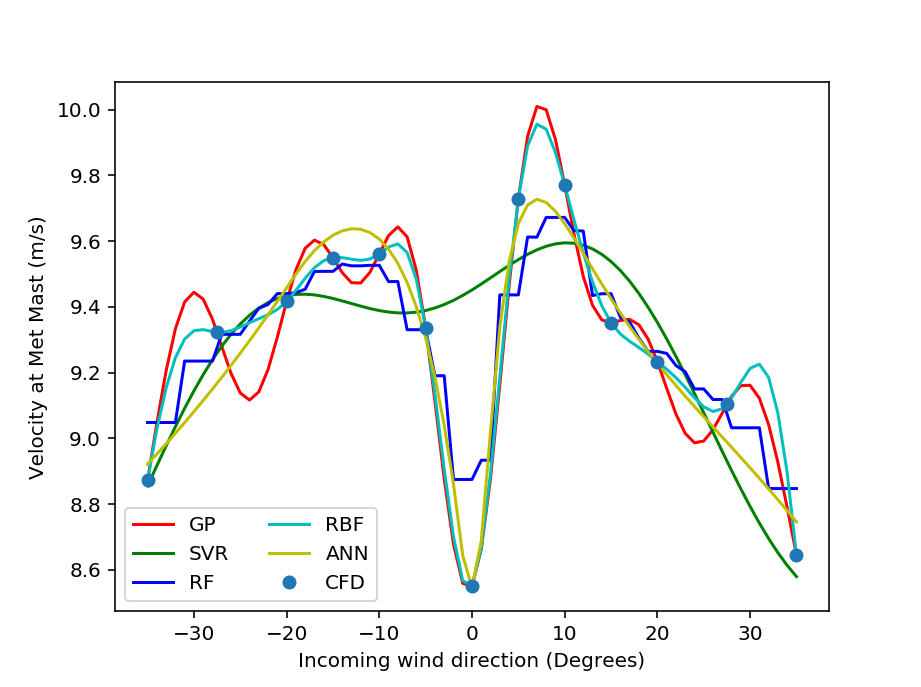 10.0
9.8
9.6
9.4
9.2
9.0
8.8
8.6
Velocity at Met Mast (m/s)
GP
SVR
RF
RBF
ANN
CFD
−30
−20
−10
0
10
20
30
Incoming wind direction (Degrees)